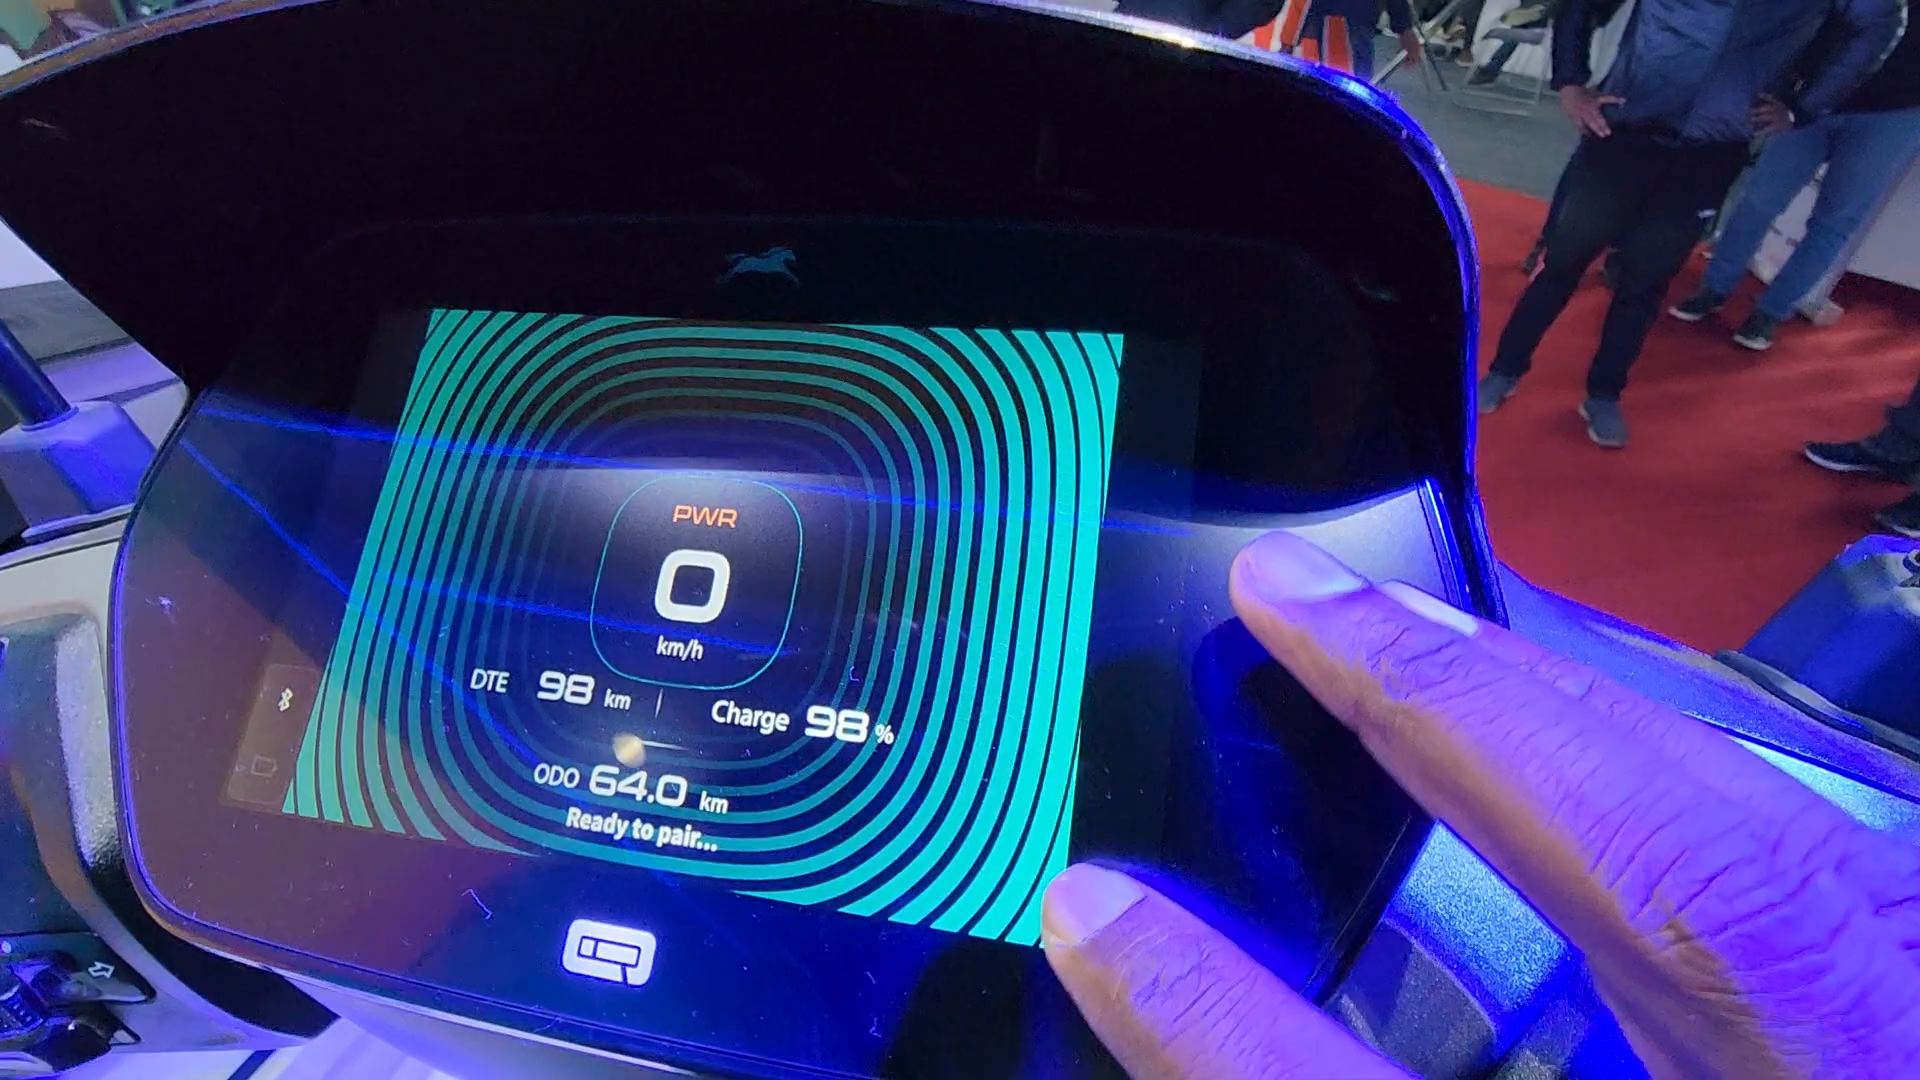 PWR
0
km/h
DTE 98 km | Charge 98 %
ODO 64.0 km
Ready to pair...